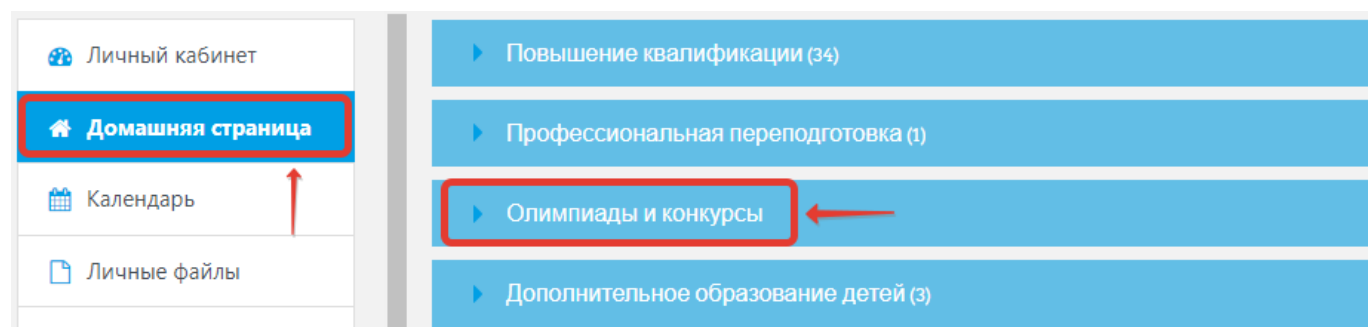 Личный кабинет
Домашняя страница
Календарь
Личные файлы
Повышение квалификации (34)
Профессиональная переподготовка (1)
Олимпиады и конкурсы
Дополнительное образование детей (3)